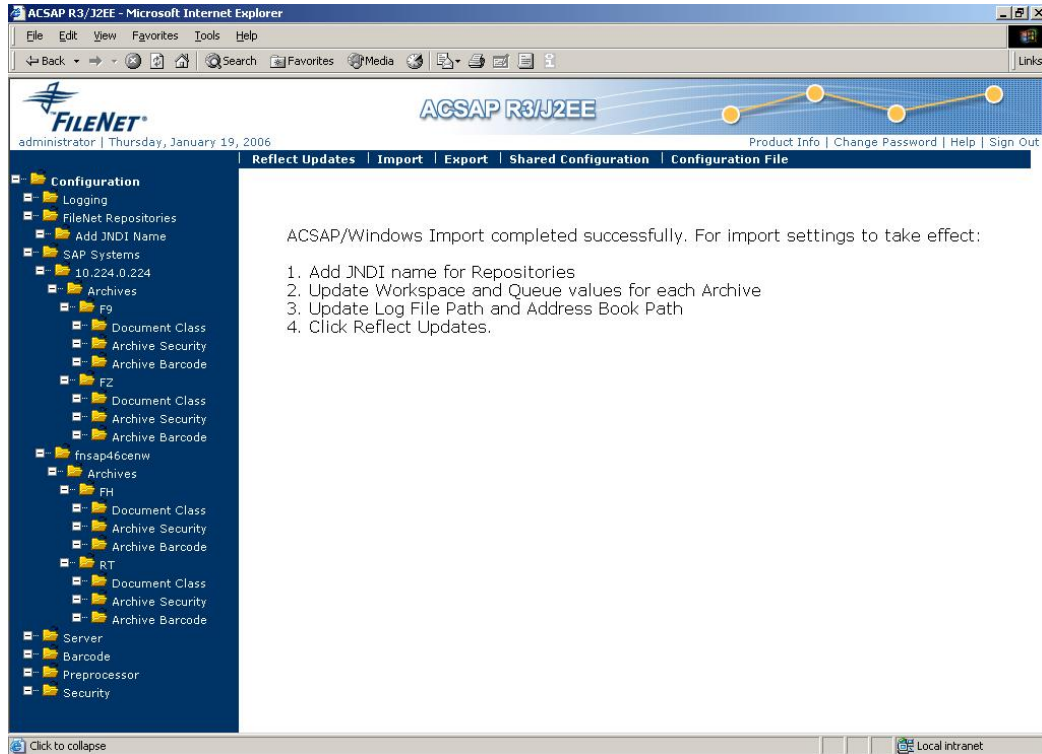 ACSAP R3/J2EE - Microsoft Internet Explorer
File Edit View Favorites Tools Help
Back Search Favorites Media Links
FILENET
ACSAP R3/J2EE
administrator | Thursday, January 19, 2006
Product Info | Change Password | Help | Sign Out
| Reflect Updates | Import | Export | Shared Configuration | Configuration File
Configuration
Logging
FileNet Repositories
Add JNDI Name
SAP Systems
10.224.0.224
Archives
F9
Document Class
Archive Security
Archive Barcode
FZ
Document Class
Archive Security
Archive Barcode
fnsap46cenw
Archives
FH
Document Class
Archive Security
Archive Barcode
RT
Document Class
Archive Security
Archive Barcode
Server
Barcode
Preprocessor
Security
ACSAP/Windows Import completed successfully. For import settings to take effect:
1. Add JNDI name for Repositories
2. Update Workspace and Queue values for each Archive
3. Update Log File Path and Address Book Path
4. Click Reflect Updates.
Click to collapse
Local intranet